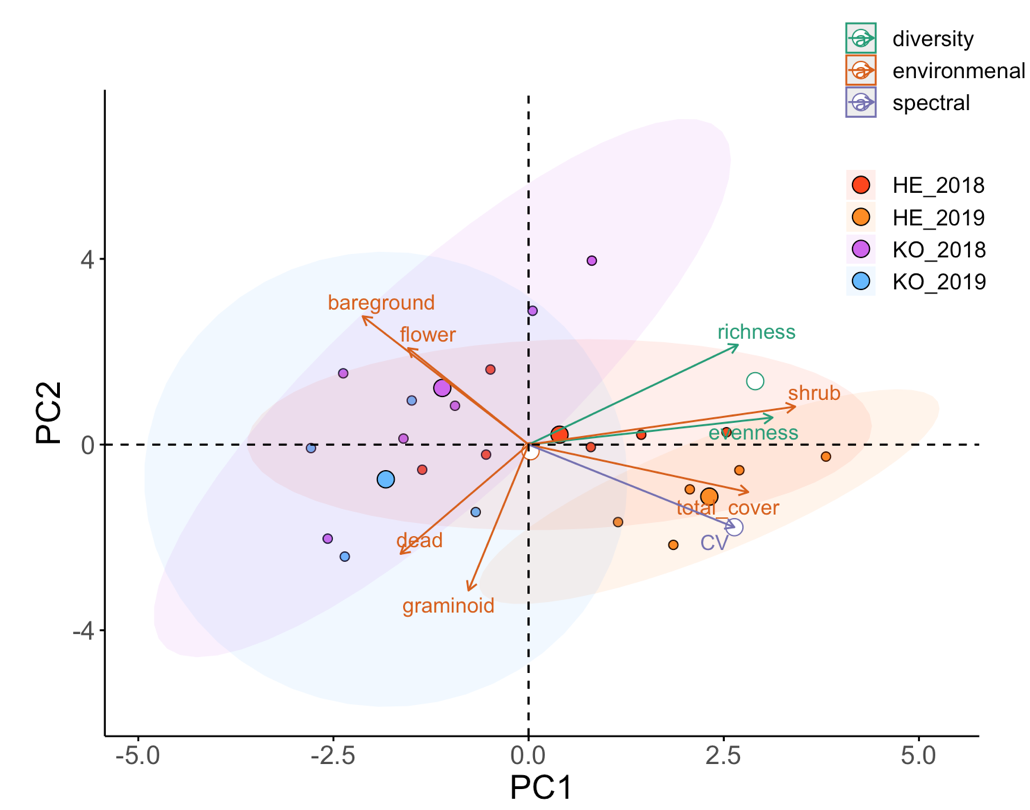 diversity
environmenal
spectral
HE_2018
HE_2019
KO_2018
KO_2019
bareground
flower
richness
shrub
evenness
total_cover
CV
dead
graminoid
PC2
4
0
-4
-5.0
-2.5
0.0
2.5
5.0
PC1
a
a
a